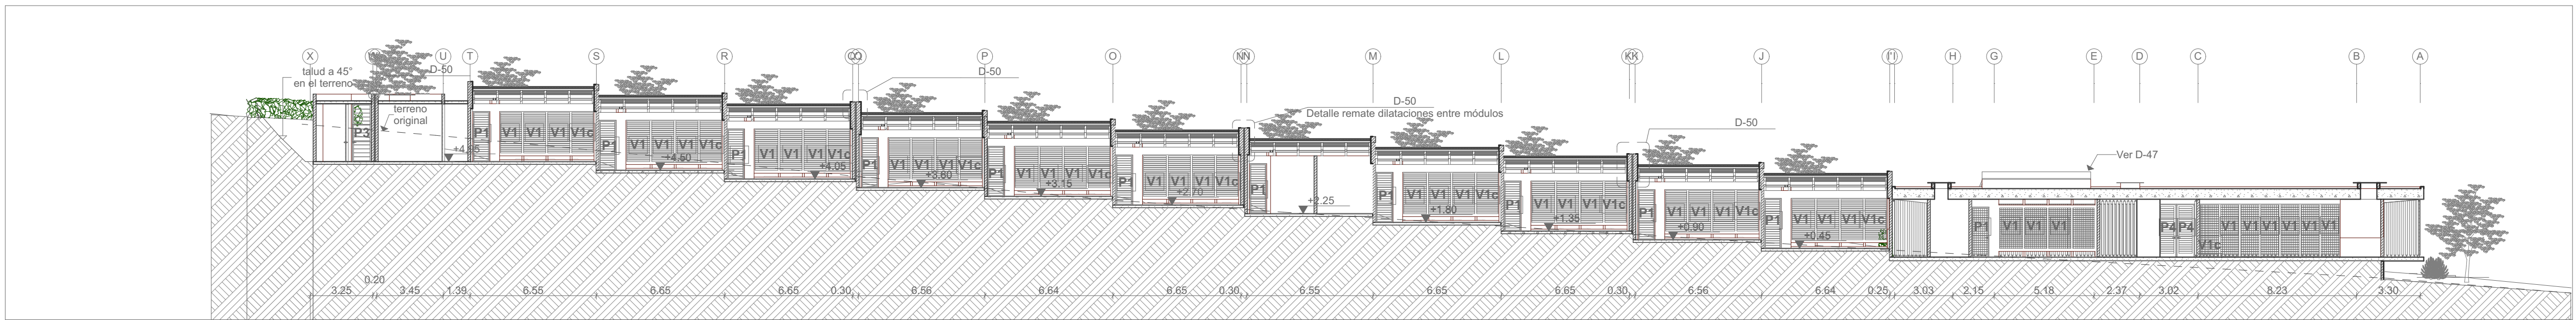 X U T S R O P O N M L K J I H G E D C B A
talud a 45°
en el terreno
D-50
D-50
D-50
Detalle remate dilataciones entre módulos
D-50
Ver D-47
terreno
original
P3
P1 V1 V1 V1 V1c
P1 V1 V1 V1 V1c
P1 V1 V1 V1 V1c
P1 V1 V1 V1 V1c
P1 V1 V1 V1 V1c
P1 V1 V1 V1 V1c
P1
P1 V1 V1 V1 V1c
P1 V1 V1 V1 V1c
P1 V1 V1 V1 V1c
P1 V1 V1 V1 V1c
P1 V1 V1 V1
P4 P4
V1c V1 V1 V1 V1 V1 V1
+4.50
+4.05
+3.60
+3.15
+2.70
+2.25
+1.80
+1.35
+0.90
+0.45
0.20
3.25 3.45 1.39 6.55 6.65 6.65 0.30 6.56 6.64 6.65 0.30 6.55 6.65 6.65 0.30 6.56 6.64 0.25 3.03 2.15 5.18 2.37 3.02 8.23 3.30